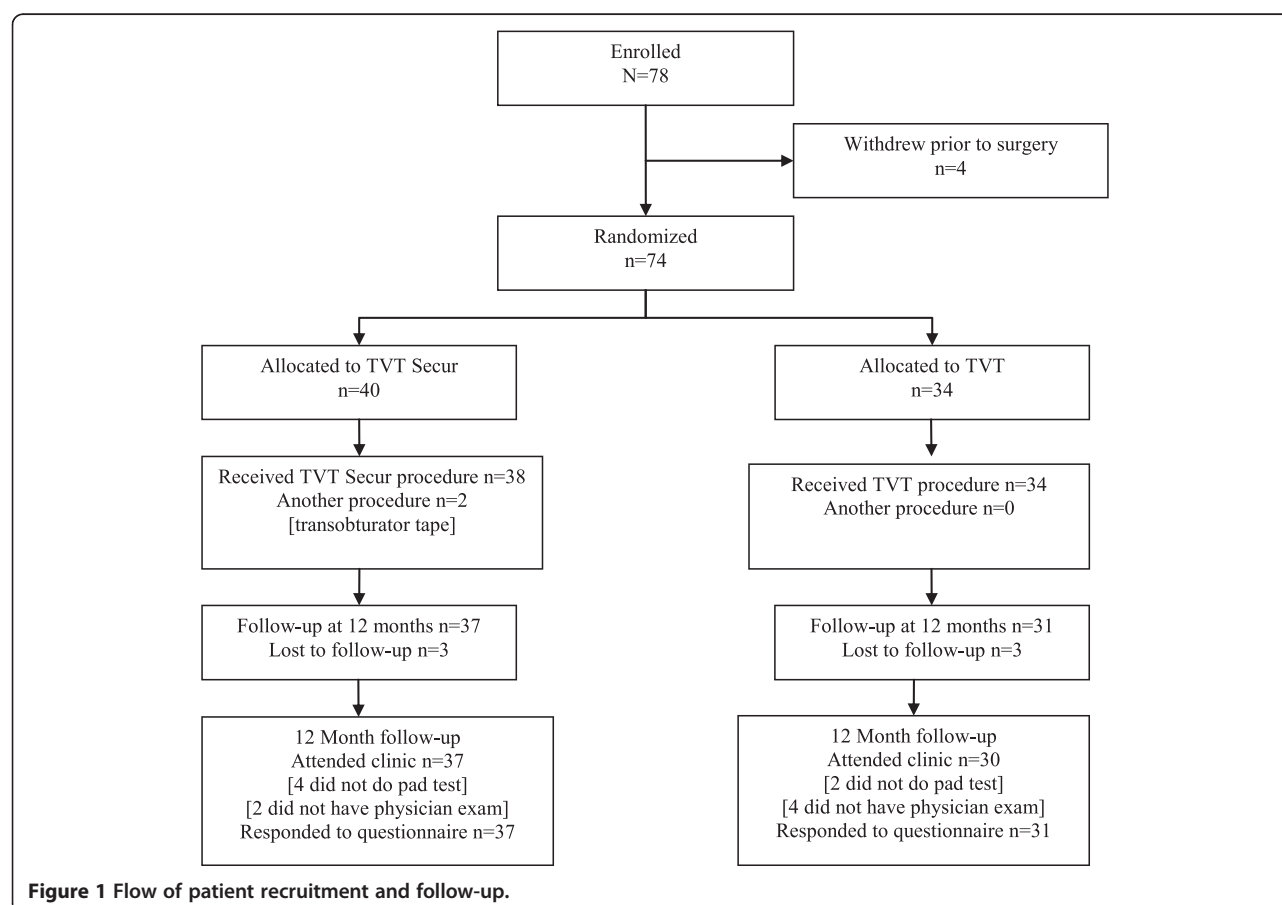 Enrolled
N=78
Withdrew prior to surgery
n=4
Randomized
n=74
Allocated to TVT Secur
n=40
Allocated to TVT
n=34
Received TVT Secur procedure n=38
Another procedure n=2
[transobturator tape]
Received TVT procedure n=34
Another procedure n=0
Follow-up at 12 months n=37
Lost to follow-up n=3
Follow-up at 12 months n=31
Lost to follow-up n=3
12 Month follow-up
Attended clinic n=37
[4 did not do pad test]
[2 did not have physician exam]
Responded to questionnaire n=37
12 Month follow-up
Attended clinic n=30
[2 did not do pad test]
[4 did not have physician exam]
Responded to questionnaire n=31
Figure 1 Flow of patient recruitment and follow-up.